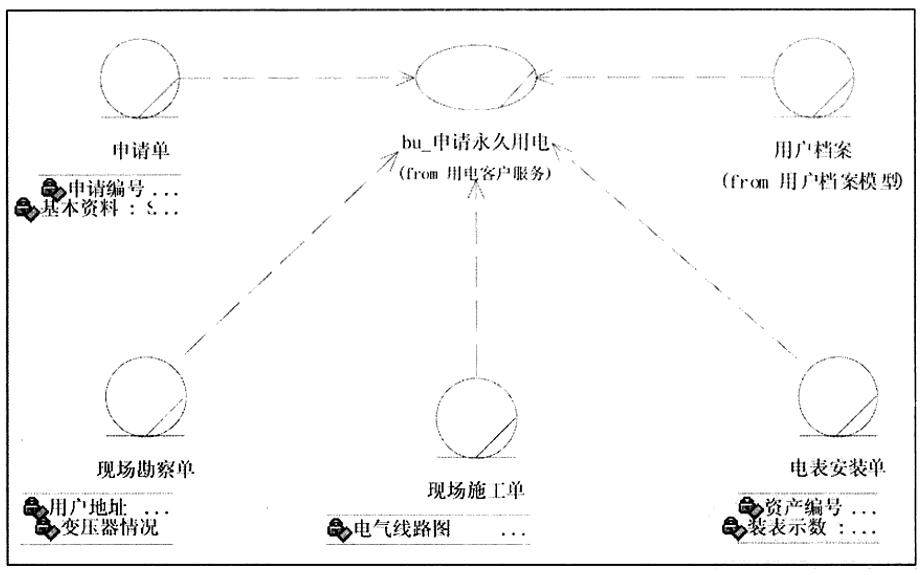 申请单
申请编号 ...
基本资料 : ...
bu_申请永久用电
(from 用电客户服务)
用户档案
(from 用户档案模型)
现场勘察单
用户地址 ...
变压器情况
现场施工单
电气线路图 ...
电表安装单
资产编号 ...
装表示数 : ...